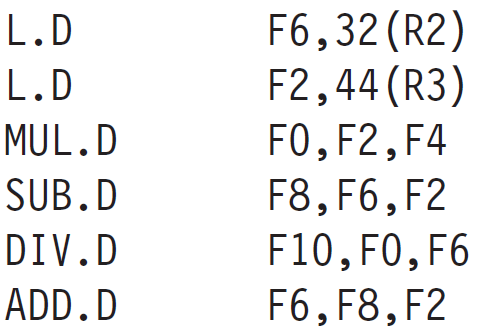 L.D F6,32(R2)
L.D F2,44(R3)
MUL.D F0,F2,F4
SUB.D F8,F6,F2
DIV.D F10,F0,F6
ADD.D F6,F8,F2